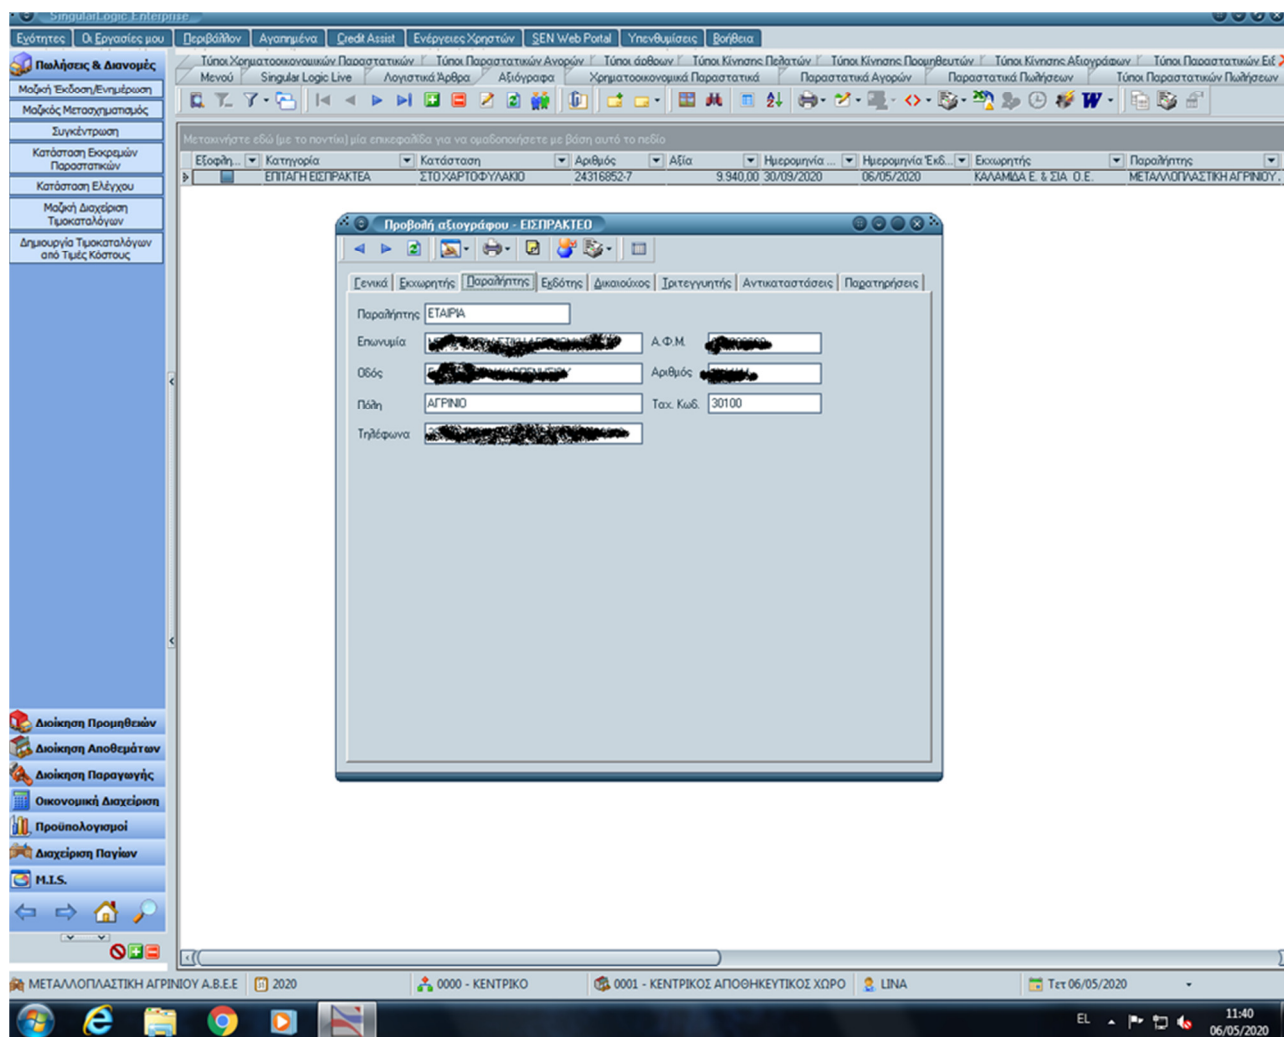 SingularLogic Enterprise
Ενότητες Οι Εργασίες μου Περιβάλλον Αγαπημένα Credit Assist Ενέργειες Χρηστών SEN Web Portal Υπενθυμίσεις Βοήθεια
Πωλήσεις & Διανομές
Μαζική Έκδοση/Ενημέρωση
Μαζικός Μετασχηματισμός
Συγκέντρωση
Κατάσταση Εκκρεμών
Παραστατικών
Κατάσταση Ελέγχου
Μαζική Διαχείριση
Τιμοκαταλόγων
Δημιουργία Τιμοκαταλόγων
από Τιμές Κόστους
Τύποι Χρηματοοικονομικών Παραστατικών Τύποι Παραστατικών Αγορών Τύποι άρθρων Τύποι Κίνησης Πελατών Τύποι Κίνησης Προμηθευτών Τύποι Κίνησης Αξιογράφων Τύποι Παραστατικών Ειδ
Μενού Singular Logic Live Λογιστικά Άρθρα Αξιόγραφα Χρηματοοικονομικά Παραστατικά Παραστατικά Αγορών Παραστατικά Πωλήσεων Τύποι Παραστατικών Πωλήσεων
Μετακινήστε εδώ (με το ποντίκι) μία επικεφαλίδα για να ομαδοποιήσετε με βάση αυτό το πεδίο
Εξοφλη... Κατηγορία Κατάσταση Αριθμός Αξία Ημερομηνία ... Ημερομηνία Έκδ... Εκχωρητής Παραλήπτης
ΕΠΙΤΑΓΗ ΕΙΣΠΡΑΚΤΕΑ ΣΤΟ ΧΑΡΤΟΦΥΛΑΚΙΟ 24316852-7 9.940,00 30/09/2020 06/05/2020 ΚΑΛΑΜΙΔΑ Ε. & ΣΙΑ Ο.Ε. ΜΕΤΑΛΛΟΠΛΑΣΤΙΚΗ ΑΓΡΙΝΙΟΥ.
Προβολή αξιογράφου - ΕΙΣΠΡΑΚΤΕΟ
Γενικά Εκχωρητής Παραλήπτης Εκδότης Δικαιούχος Τριτεγγυητής Αντικαταστάσεις Παρατηρήσεις
Παραλήπτης ΕΤΑΙΡΙΑ
Επωνυμία Α.Φ.Μ.
Οδός Αριθμός
Πόλη ΑΓΡΙΝΙΟ Ταχ. Κωδ. 30100
Τηλέφωνα
Διοίκηση Προμηθειών
Διοίκηση Αποθεμάτων
Διοίκηση Παραγωγής
Οικονομική Διαχείριση
Προϋπολογισμοί
Διαχείριση Παγίων
M.I.S.
ΜΕΤΑΛΛΟΠΛΑΣΤΙΚΗ ΑΓΡΙΝΙΟΥ Α.Β.Ε.Ε 2020 0000 - ΚΕΝΤΡΙΚΟ 0001 - ΚΕΝΤΡΙΚΟΣ ΑΠΟΘΗΚΕΥΤΙΚΟΣ ΧΩΡΟ LINA Τετ 06/05/2020
EL 11:40
06/05/2020